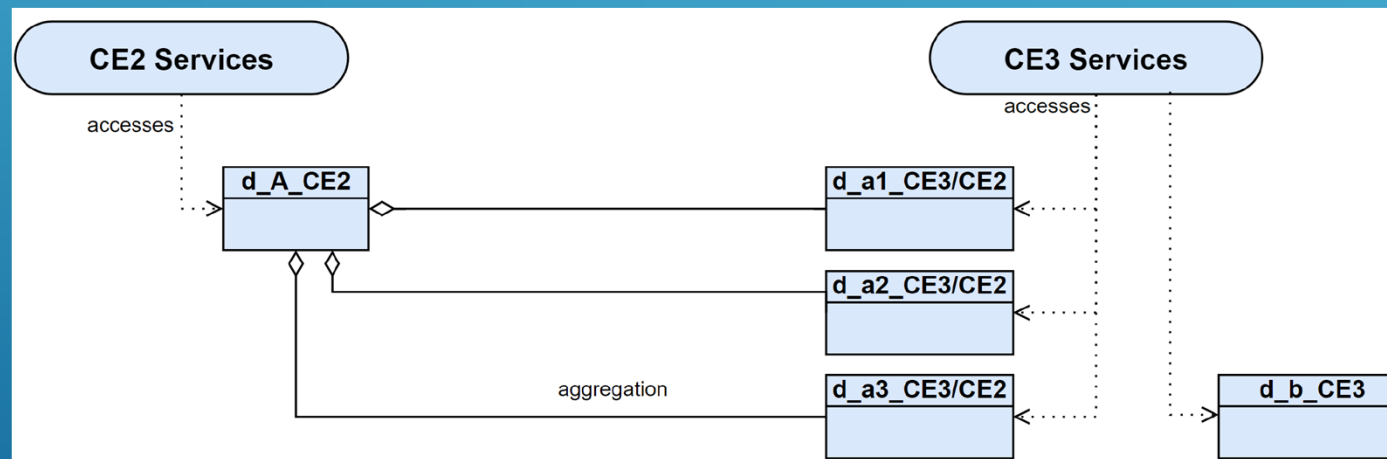 CE2 Services
CE3 Services
accesses
accesses
d_A_CE2
d_a1_CE3/CE2
d_a2_CE3/CE2
aggregation
d_a3_CE3/CE2
d_b_CE3